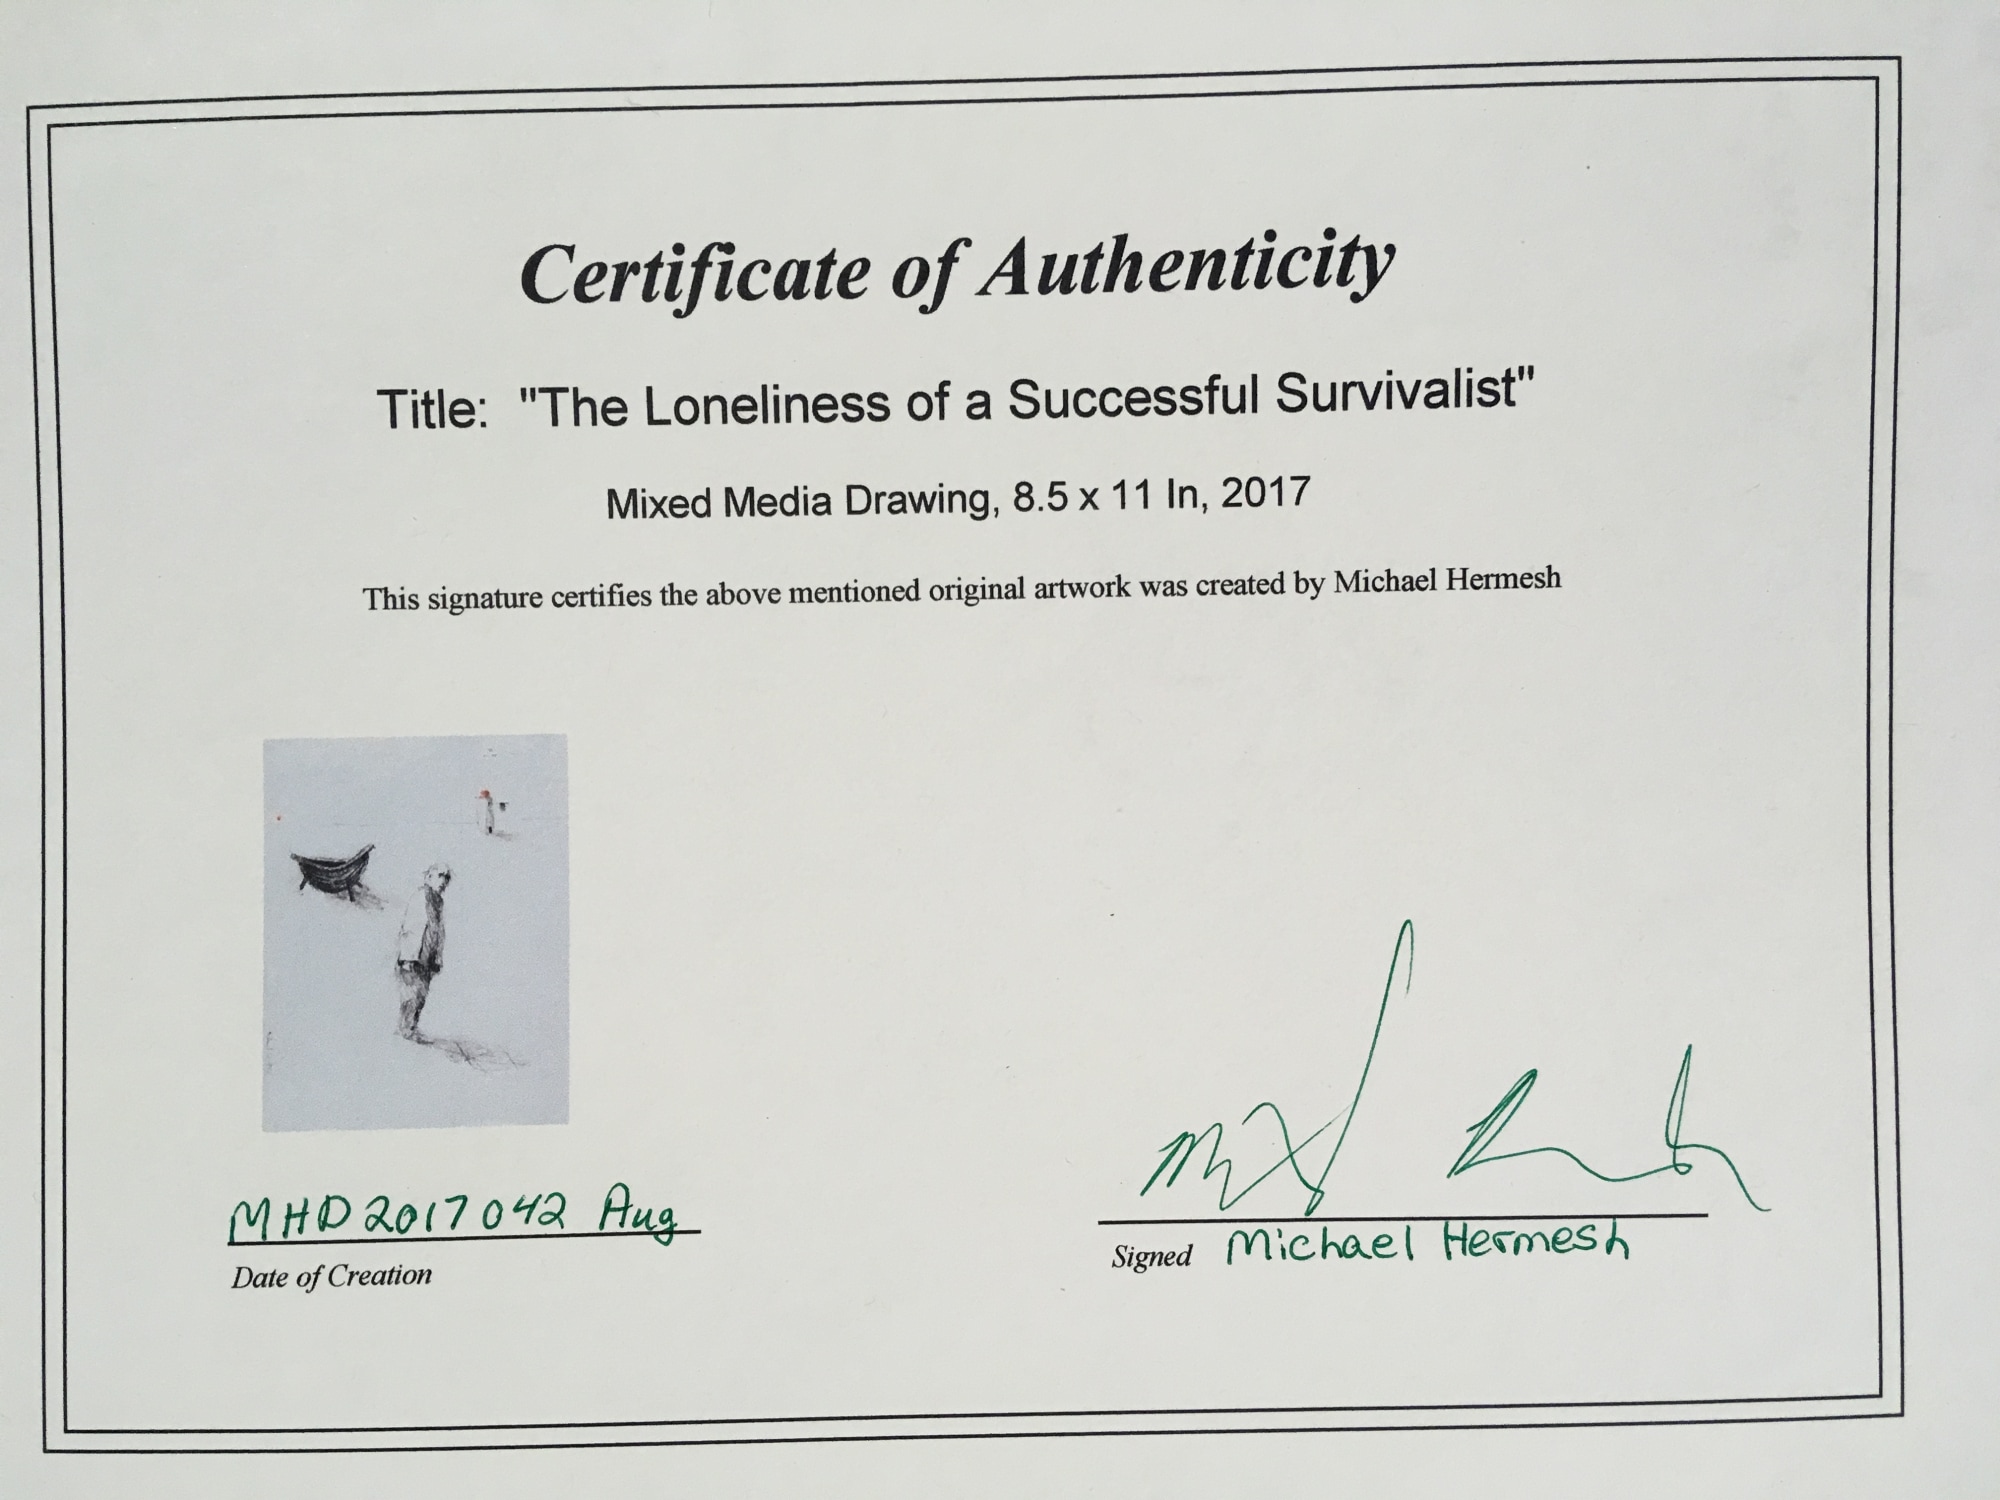 Certificate of Authenticity
Title: "The Loneliness of a Successful Survivalist"
Mixed Media Drawing, 8.5 x 11 In, 2017
This signature certifies the above mentioned original artwork was created by Michael Hermesh
MHD2017042 Aug
Date of Creation
Signed Michael Hermesh